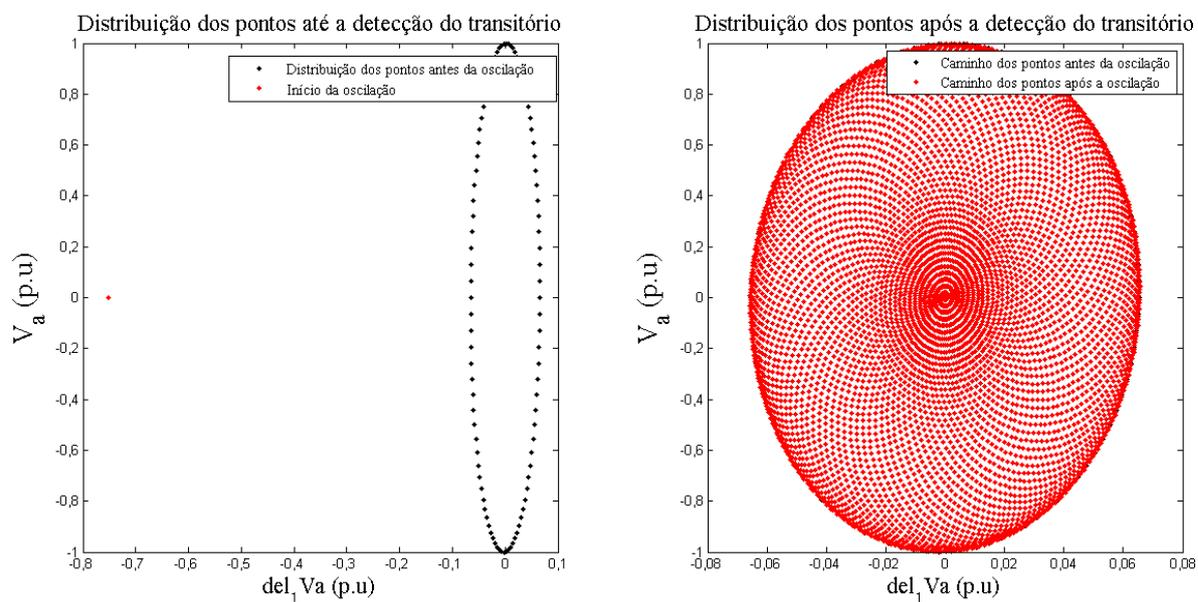 Distribuição dos pontos até a detecção do transitório
Distribuição dos pontos antes da oscilação
Início da oscilação
1
0,8
0,6
0,4
0,2
0
-0,2
-0,4
-0,6
-0,8
-1
V_a (p.u)
-0,8 -0,7 -0,6 -0,5 -0,4 -0,3 -0,2 -0,1 0 0,1
del_1Va (p.u)
Distribuição dos pontos após a detecção do transitório
Caminho dos pontos antes da oscilação
Caminho dos pontos após a oscilação
1
0,8
0,6
0,4
0,2
0
-0,2
-0,4
-0,6
-0,8
-1
V_a (p.u)
-0,08 -0,06 -0,04 -0,02 0 0,02 0,04 0,06 0,08
del_1Va (p.u)